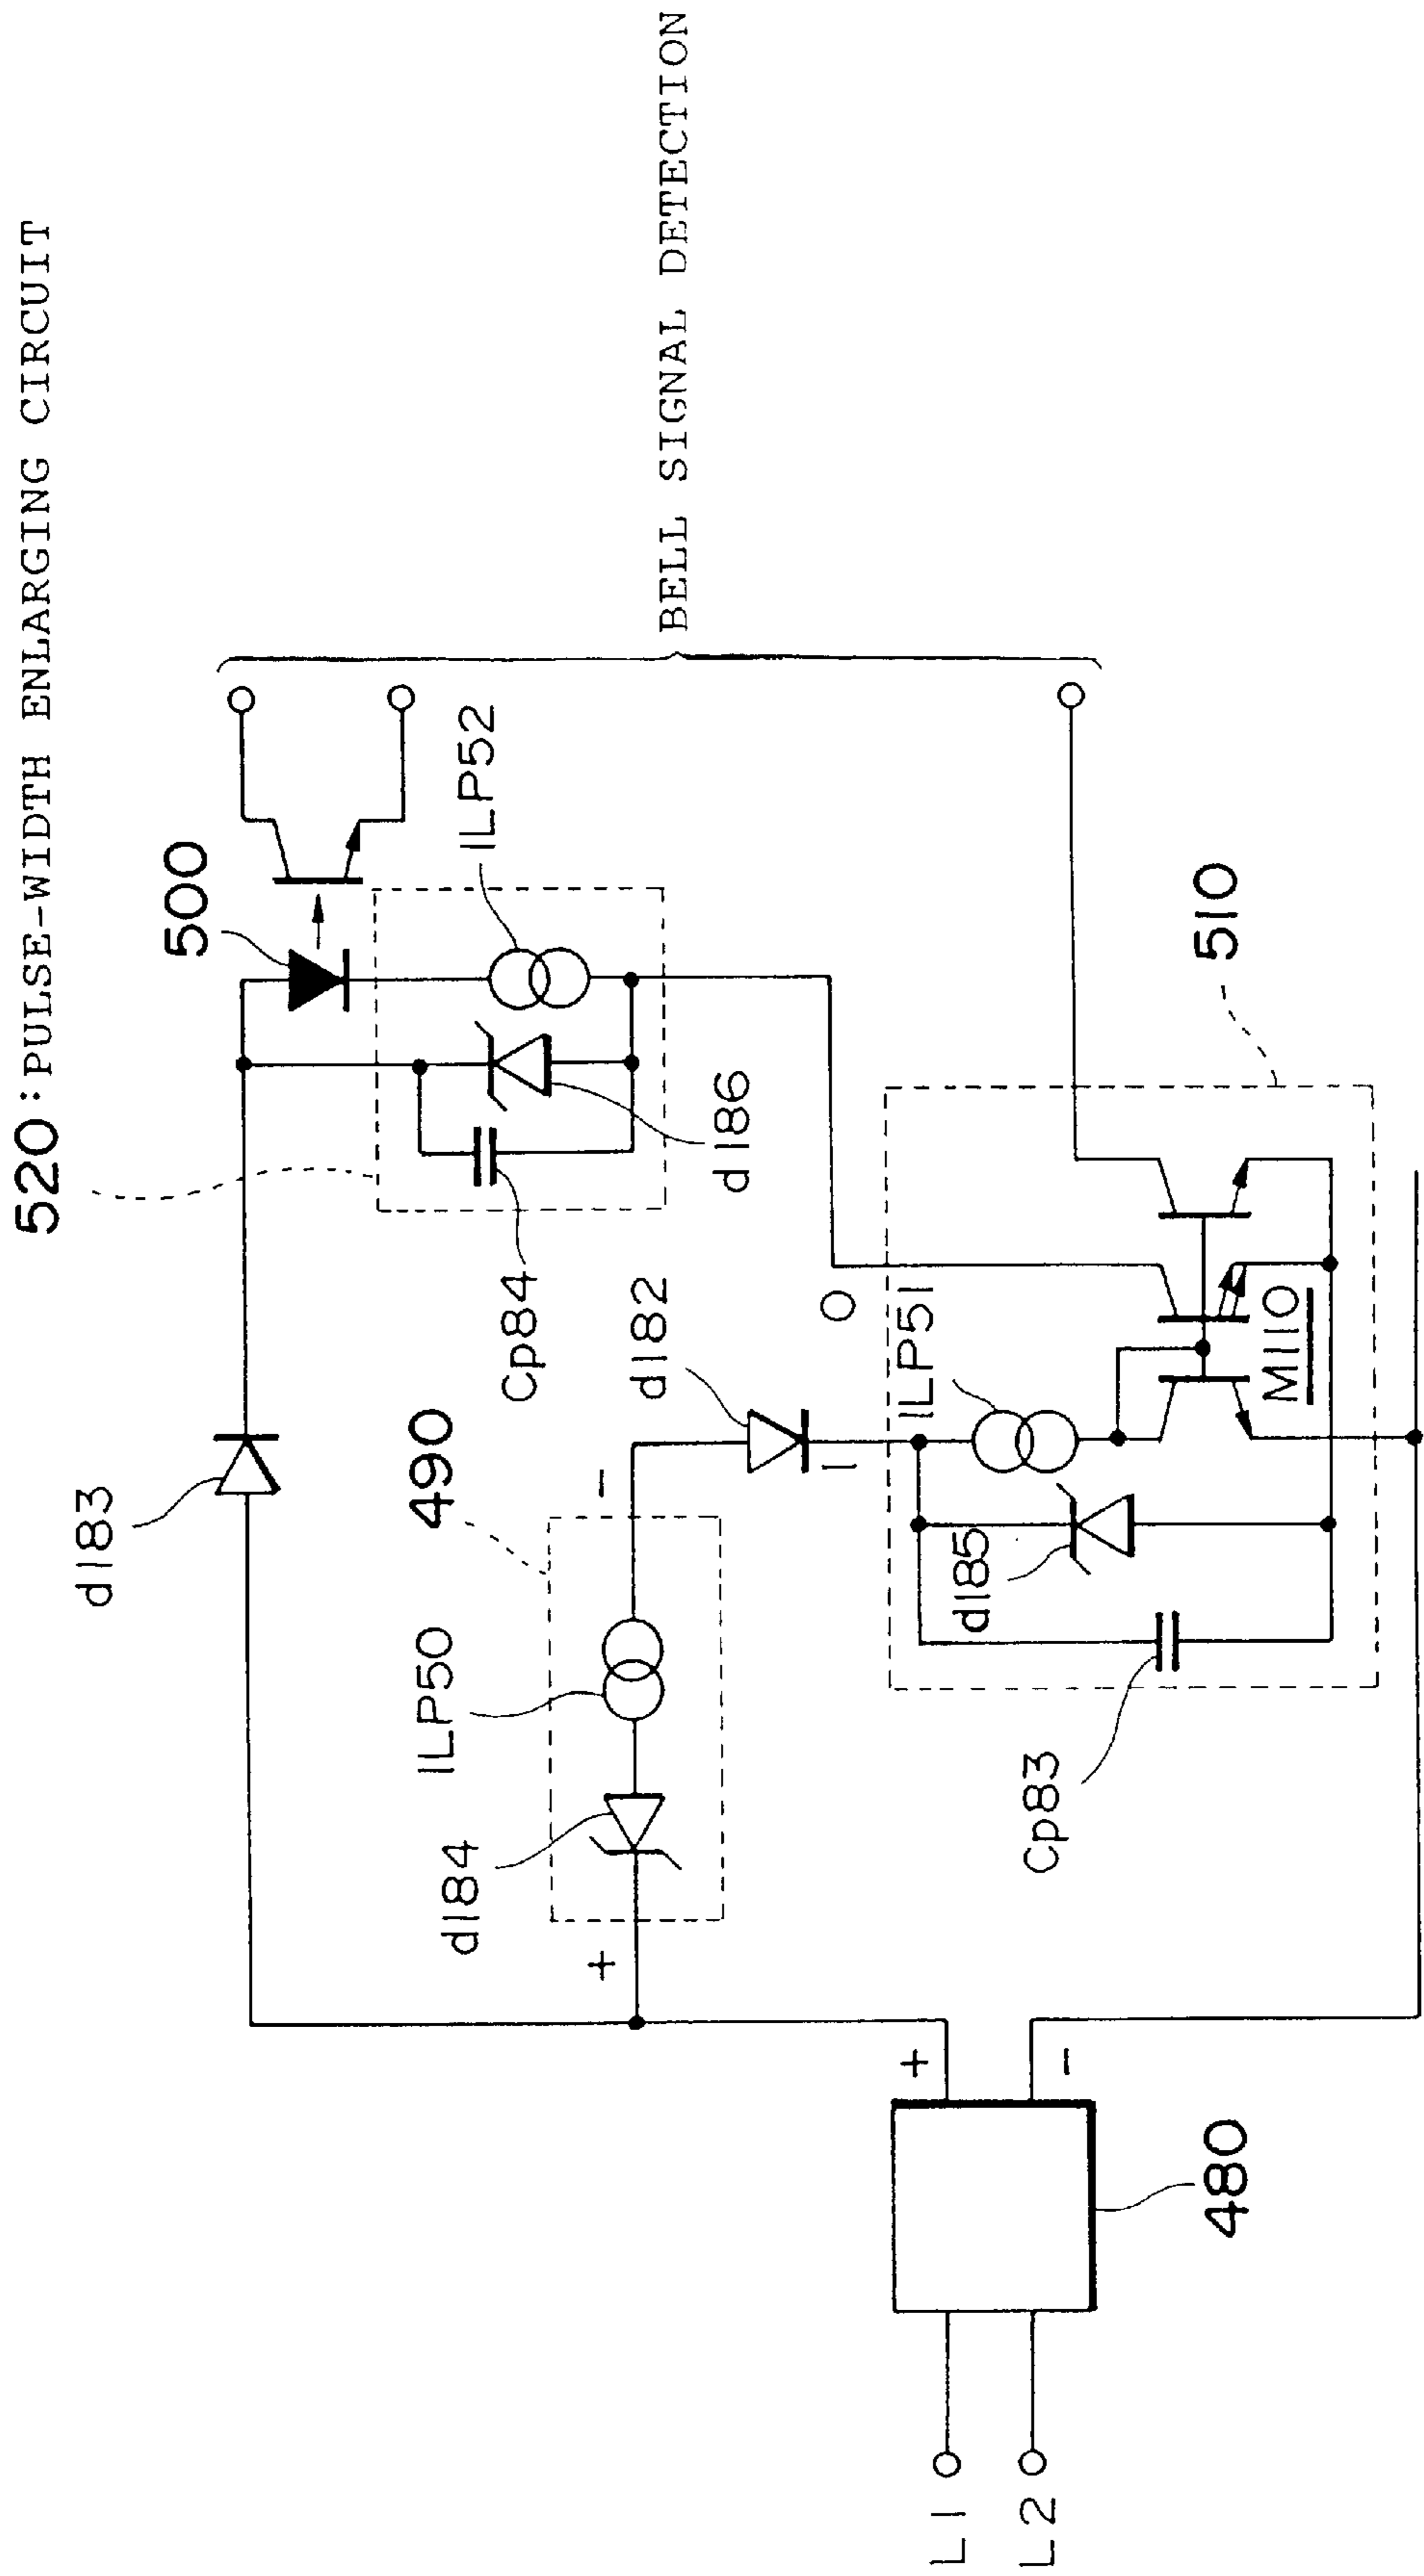 520:PULSE-WIDTH ENLARGING CIRCUIT
BELL SIGNAL DETECTION
500
ILP52
510
d186
Cp84
d183
d182
O
ILP51
M110
490
-
I
ILP50
d185
d184
+
Cp83
+
-
480
L1
L2